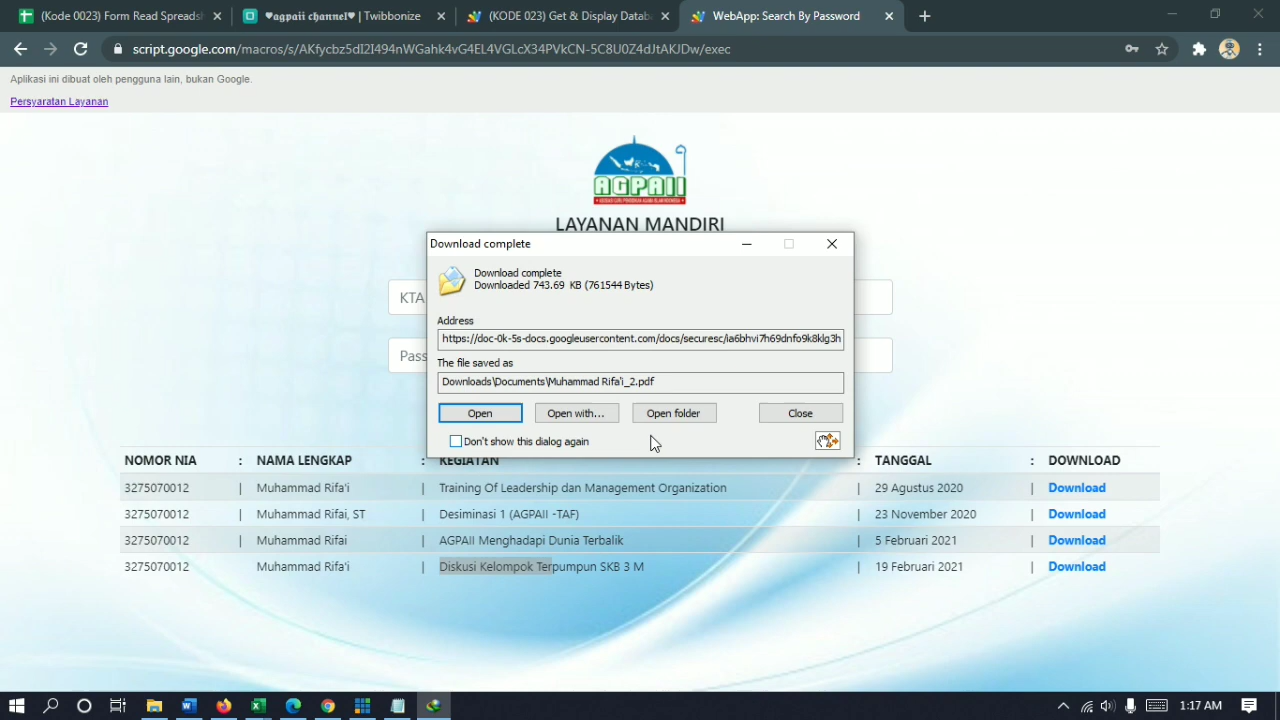 (Kode 0023) Form Read Spreadsh
♥agpaii channel♥ | Twibbonize
(KODE 023) Get & Display Datab
WebApp: Search By Password
script.google.com/macros/s/AKfycbz5dI2I494nWGahk4vG4EL4VGLcX34PVkCN-5C8U0Z4dJtAKJDw/exec
Aplikasi ini dibuat oleh pengguna lain, bukan Google.
Persyaratan Layanan
AGPAII
LAYANAN MANDIRI
Download complete
Download complete
Downloaded 743.69 KB (761544 Bytes)
KTA
Address
https://doc-0k-5s-docs.googleusercontent.com/docs/securesc/ia6bhvi7h69dnfo9k8klg3h
Pass
The file saved as
Downloads\Documents\Muhammad Rifa'i_2.pdf
Open Open with... Open folder Close
Don't show this dialog again
NOMOR NIA : NAMA LENGKAP : KEGIATAN : TANGGAL : DOWNLOAD
3275070012 | Muhammad Rifa'i | Training Of Leadership dan Management Organization | 29 Agustus 2020 | Download
3275070012 | Muhammad Rifai, ST | Desiminasi 1 (AGPAII -TAF) | 23 November 2020 | Download
3275070012 | Muhammad Rifai | AGPAII Menghadapi Dunia Terbalik | 5 Februari 2021 | Download
3275070012 | Muhammad Rifa'i | Diskusi Kelompok Terpumpun SKB 3 M | 19 Februari 2021 | Download
1:17 AM